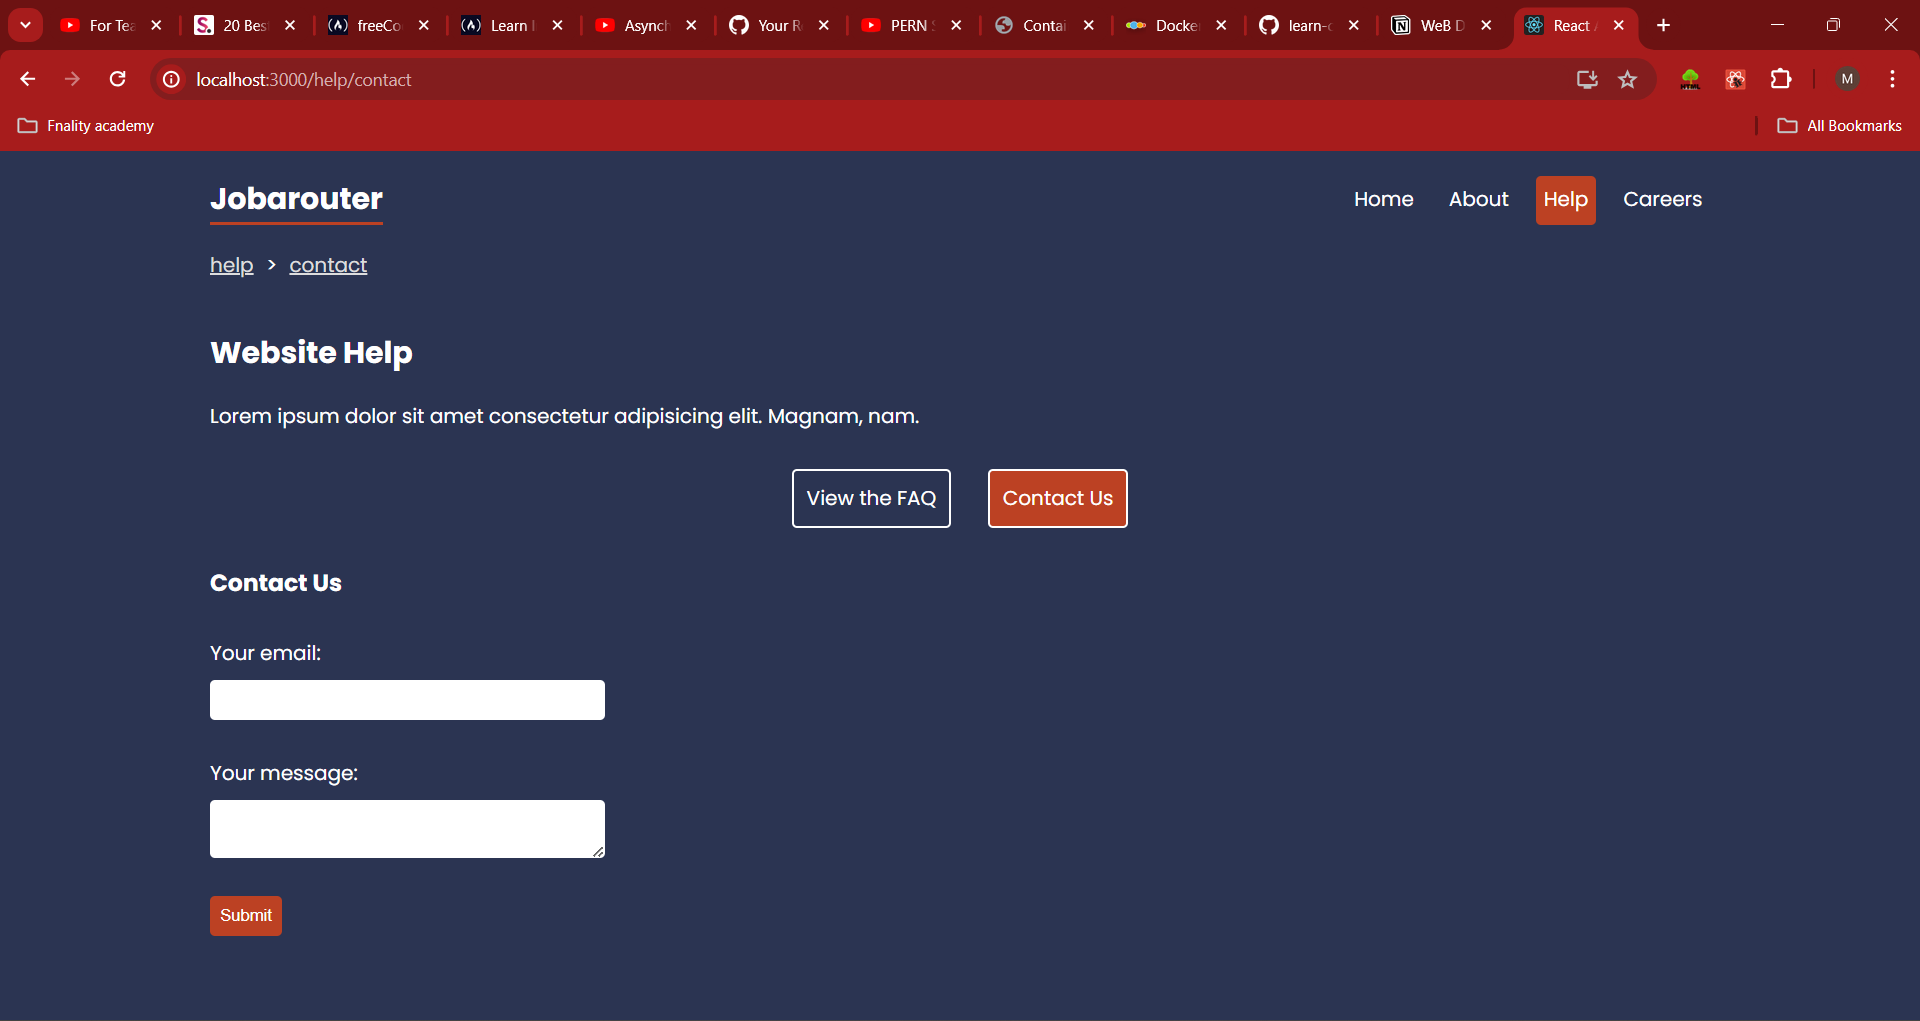 For Tea
20 Bes
freeCo
Learn
Asynch
Your R
PERN
Contai
Docke
learn-
WeB D
React
localhost:3000/help/contact
M
Fnality academy
All Bookmarks
Jobarouter
Home
About
Help
Careers
help > contact
Website Help
Lorem ipsum dolor sit amet consectetur adipisicing elit. Magnam, nam.
View the FAQ
Contact Us
Contact Us
Your email:
Your message:
Submit